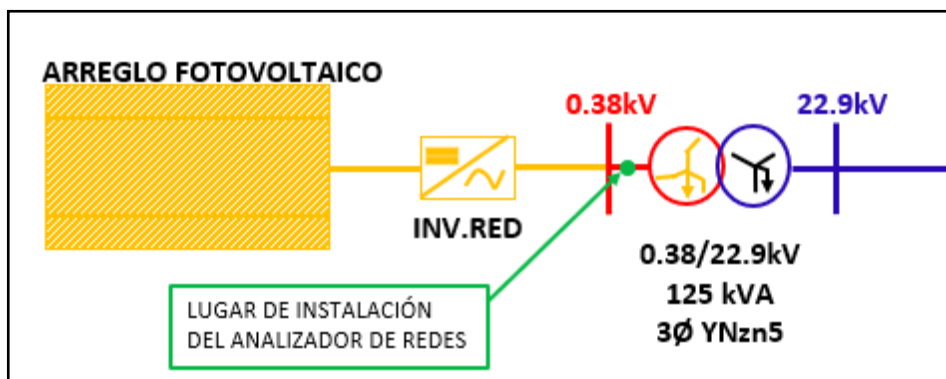 ARREGLO FOTOVOLTAICO
0.38kV
22.9kV
INV.RED
0.38/22.9kV
125 kVA
3Ø YNzn5
LUGAR DE INSTALACIÓN
DEL ANALIZADOR DE REDES